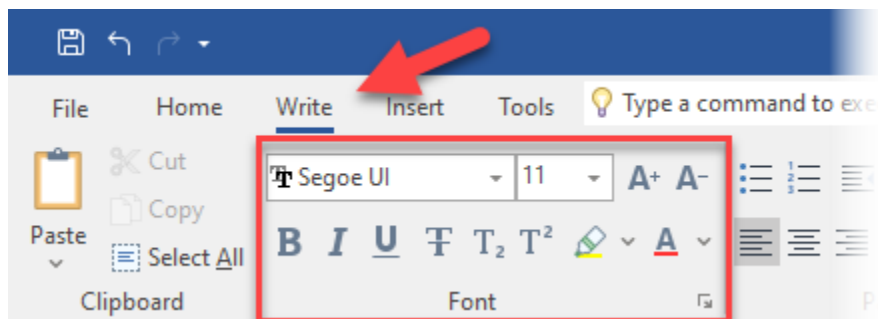 File Home Write Insert Tools Type a command to exe
Cut Segoe UI 11 A+ A-
Copy
Paste B I U T T₂ T² A
Select All
Clipboard Font P